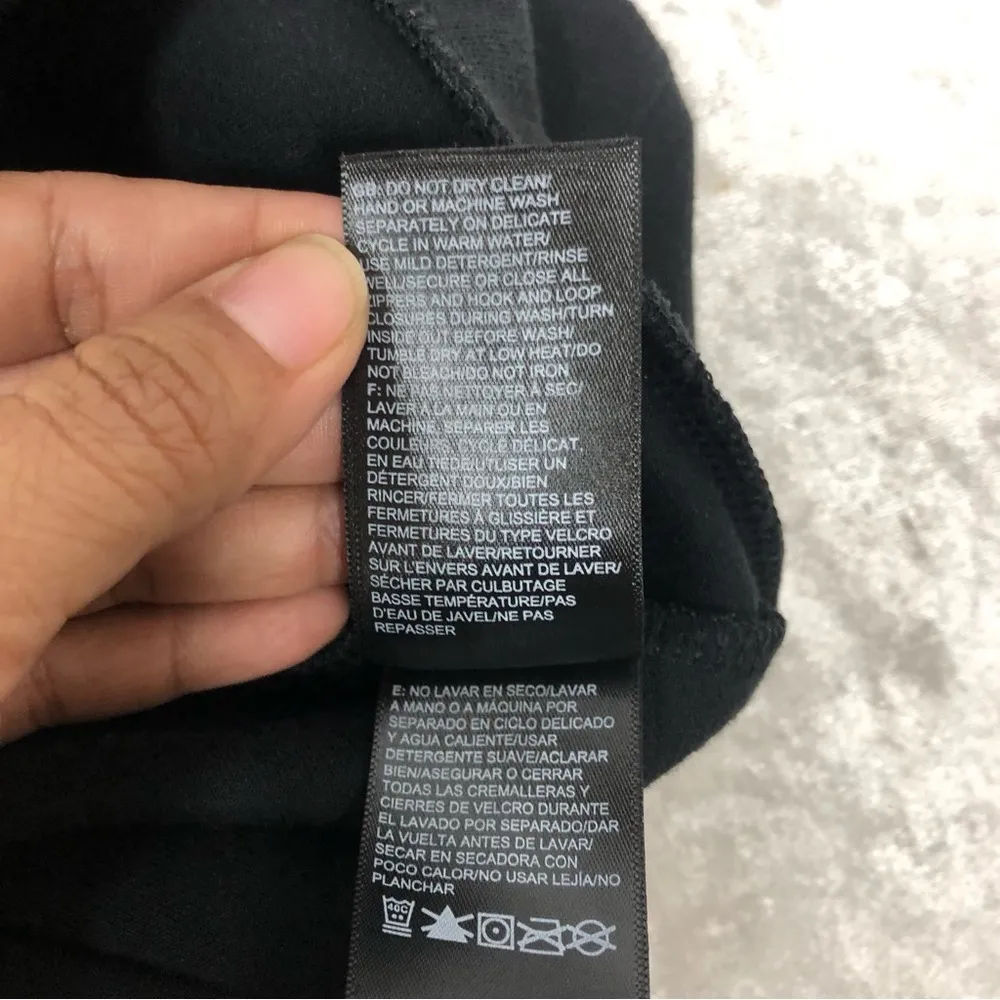 GB: DO NOT DRY CLEAN/
HAND OR MACHINE WASH
SEPARATELY ON DELICATE
CYCLE IN WARM WATER/
USE MILD DETERGENT/RINSE
WELL/SECURE OR CLOSE ALL
ZIPPERS AND HOOK AND LOOP
CLOSURES DURING WASH/TURN
INSIDE OUT BEFORE WASH/
TUMBLE DRY AT LOW HEAT/DO
NOT BLEACH/DO NOT IRON
F: NE PAS NETTOYER À SEC/
LAVER À LA MAIN OU EN
MACHINE, SÉPARER LES
COULEURS, CYCLE DÉLICAT,
EN EAU TIÈDE/UTLISER UN
DÉTERGENT DOUX/BIEN
RINCER/FERMER TOUTES LES
FERMETURES À GLISSIÈRE ET
FERMETURES DU TYPE VELCRO
AVANT DE LAVER/RETOURNER
SUR L'ENVERS AVANT DE LAVER/
SÉCHER PAR CULBUTAGE
BASSE TEMPÉRATURE/PAS
D'EAU DE JAVEL/NE PAS
REPASSER
E: NO LAVAR EN SECO/LAVAR
A MANO O A MÁQUINA POR
SEPARADO EN CICLO DELICADO
Y AGUA CALIENTE/USAR
DETERGENTE SUAVE/ACLARAR
BIEN/ASEGURAR O CERRAR
TODAS LAS CREMALLERAS Y
CIERRES DE VELCRO DURANTE
EL LAVADO POR SEPARADO/DAR
LA VUELTA ANTES DE LAVAR/
SECAR EN SECADORA CON
POCO CALOR/NO USAR LEJÍA/NO
PLANCHAR
40C